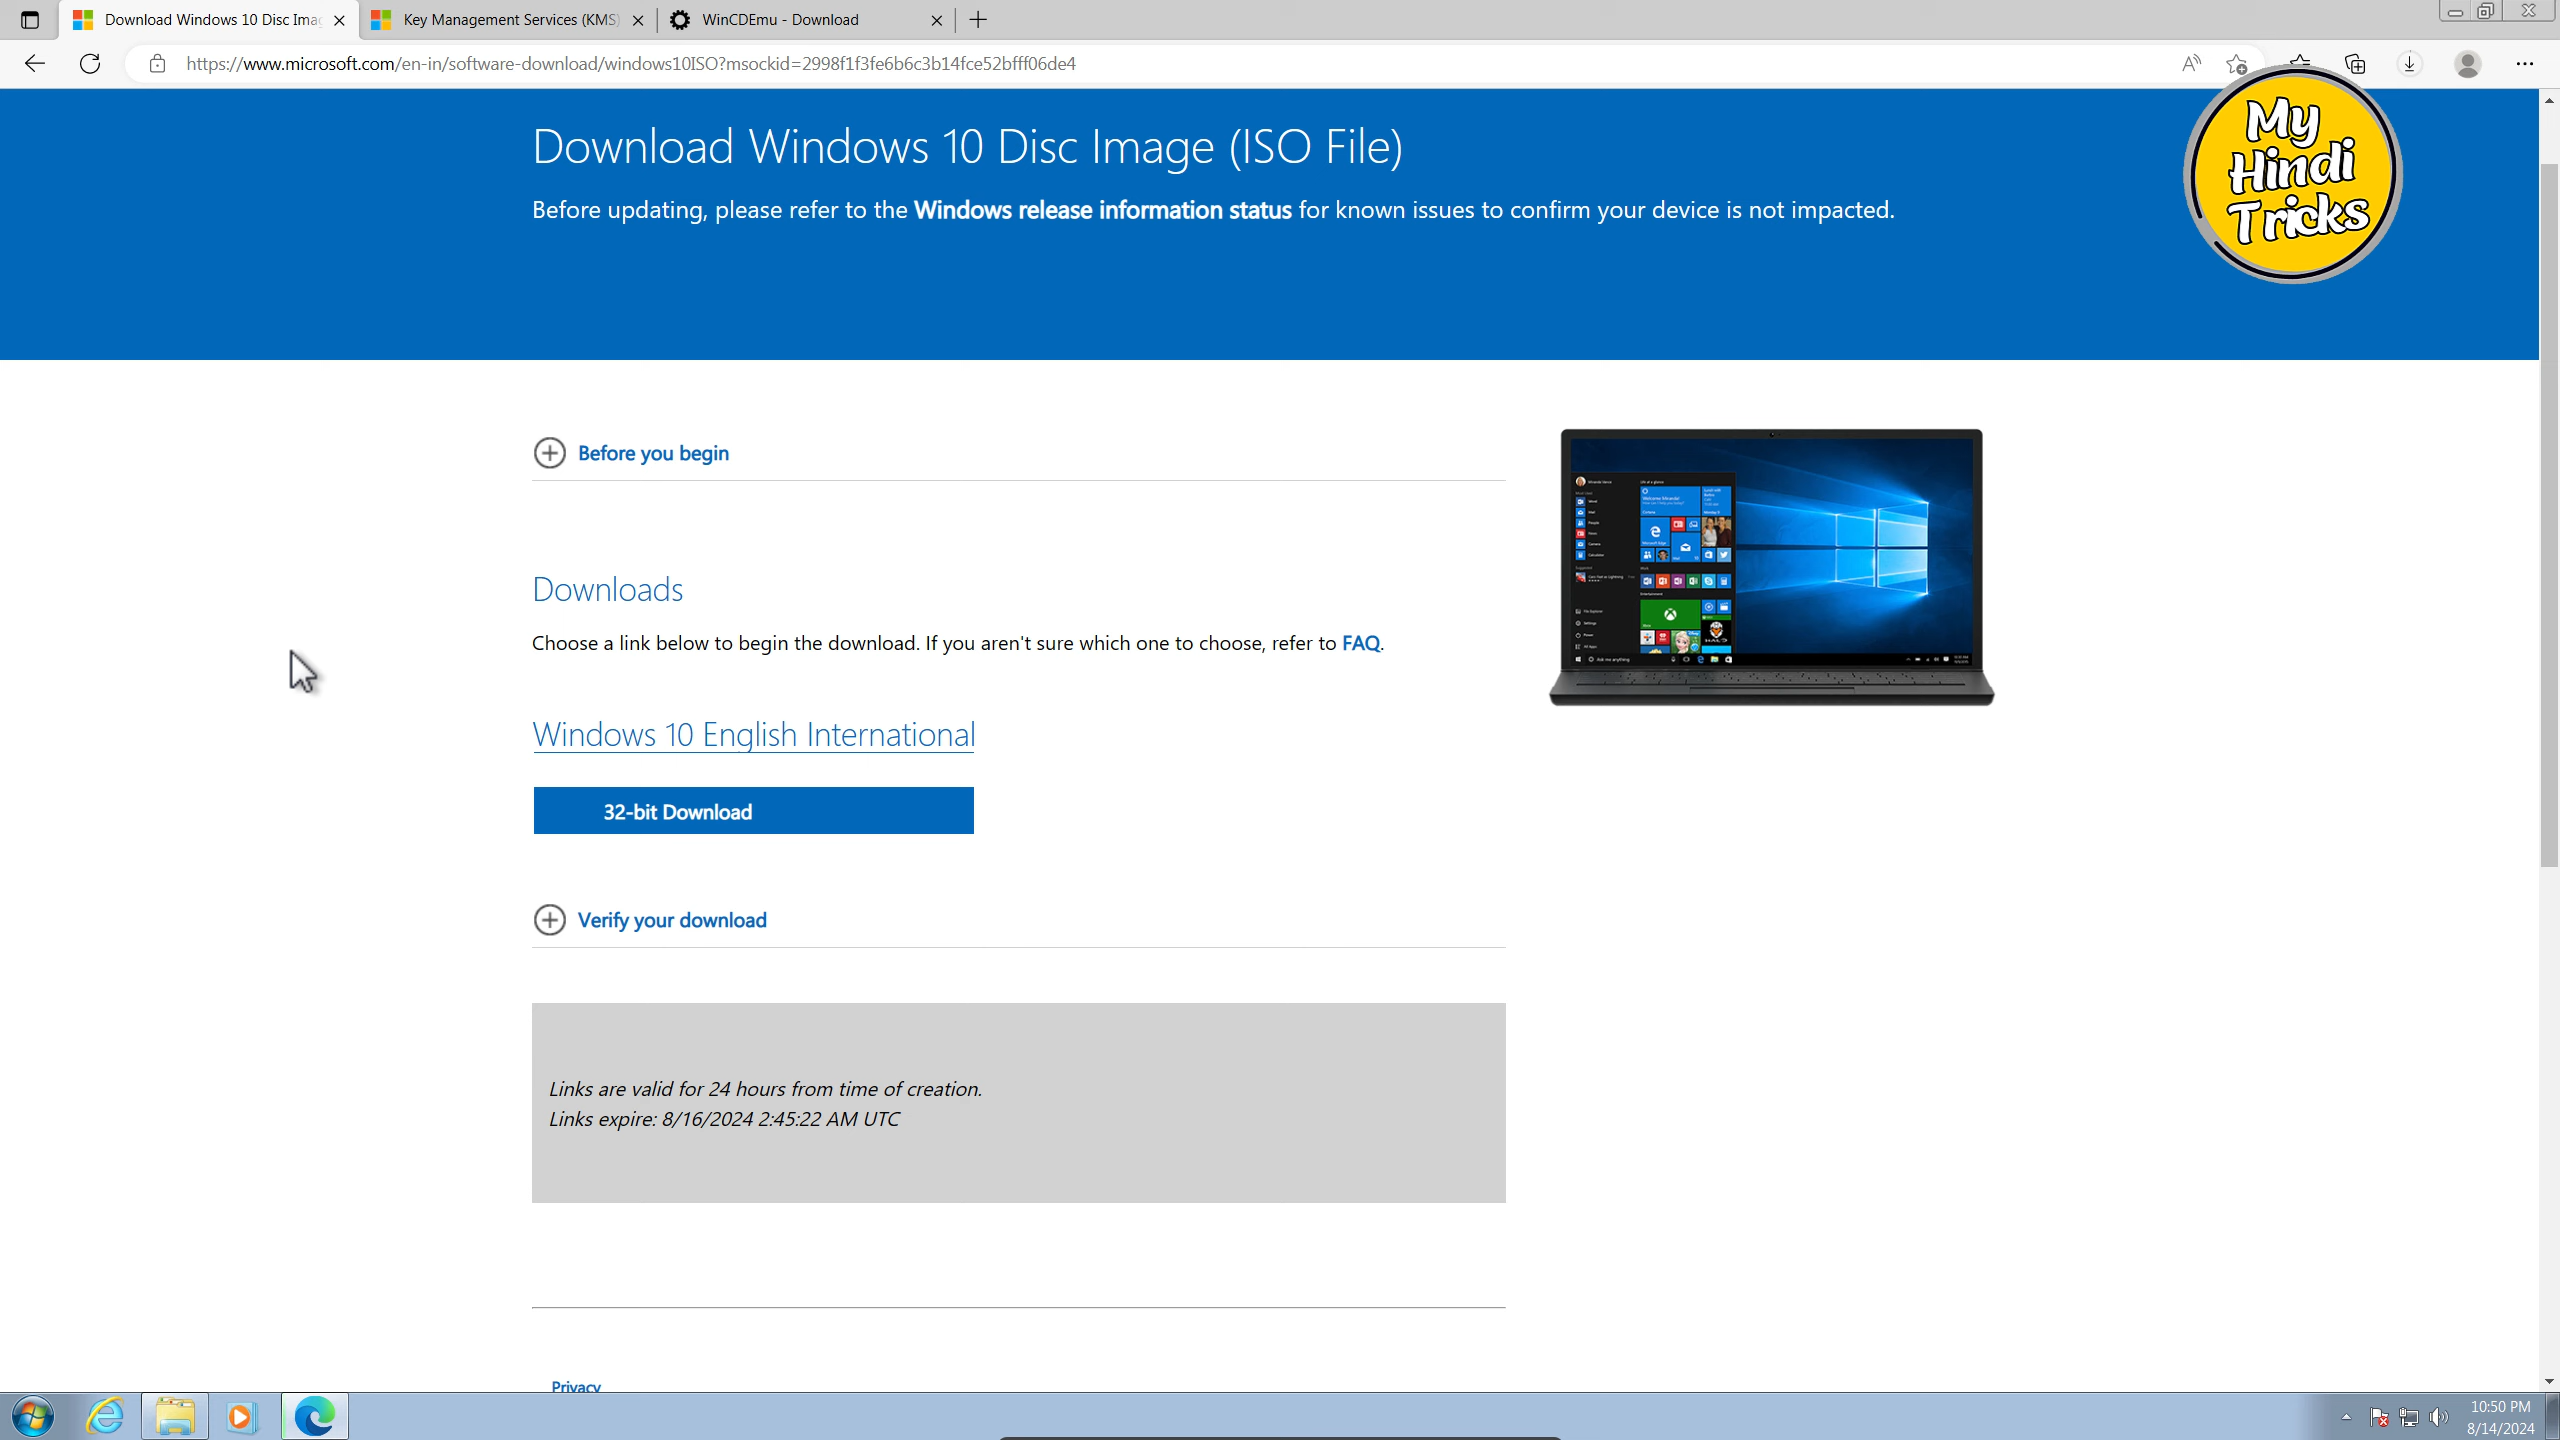 Download Windows 10 Disc Imag
Key Management Services (KMS)
WinCDEmu - Download
https://www.microsoft.com/en-in/software-download/windows10ISO?msockid=2998f1f3fe6b6c3b14fce52bfff06de4
My
Hindi
Tricks
Download Windows 10 Disc Image (ISO File)
Before updating, please refer to the Windows release information status for known issues to confirm your device is not impacted.
Before you begin
Downloads
Choose a link below to begin the download. If you aren't sure which one to choose, refer to FAQ.
Windows 10 English International
32-bit Download
Verify your download
Links are valid for 24 hours from time of creation.
Links expire: 8/16/2024 2:45:22 AM UTC
Privacy
10:50 PM
8/14/2024